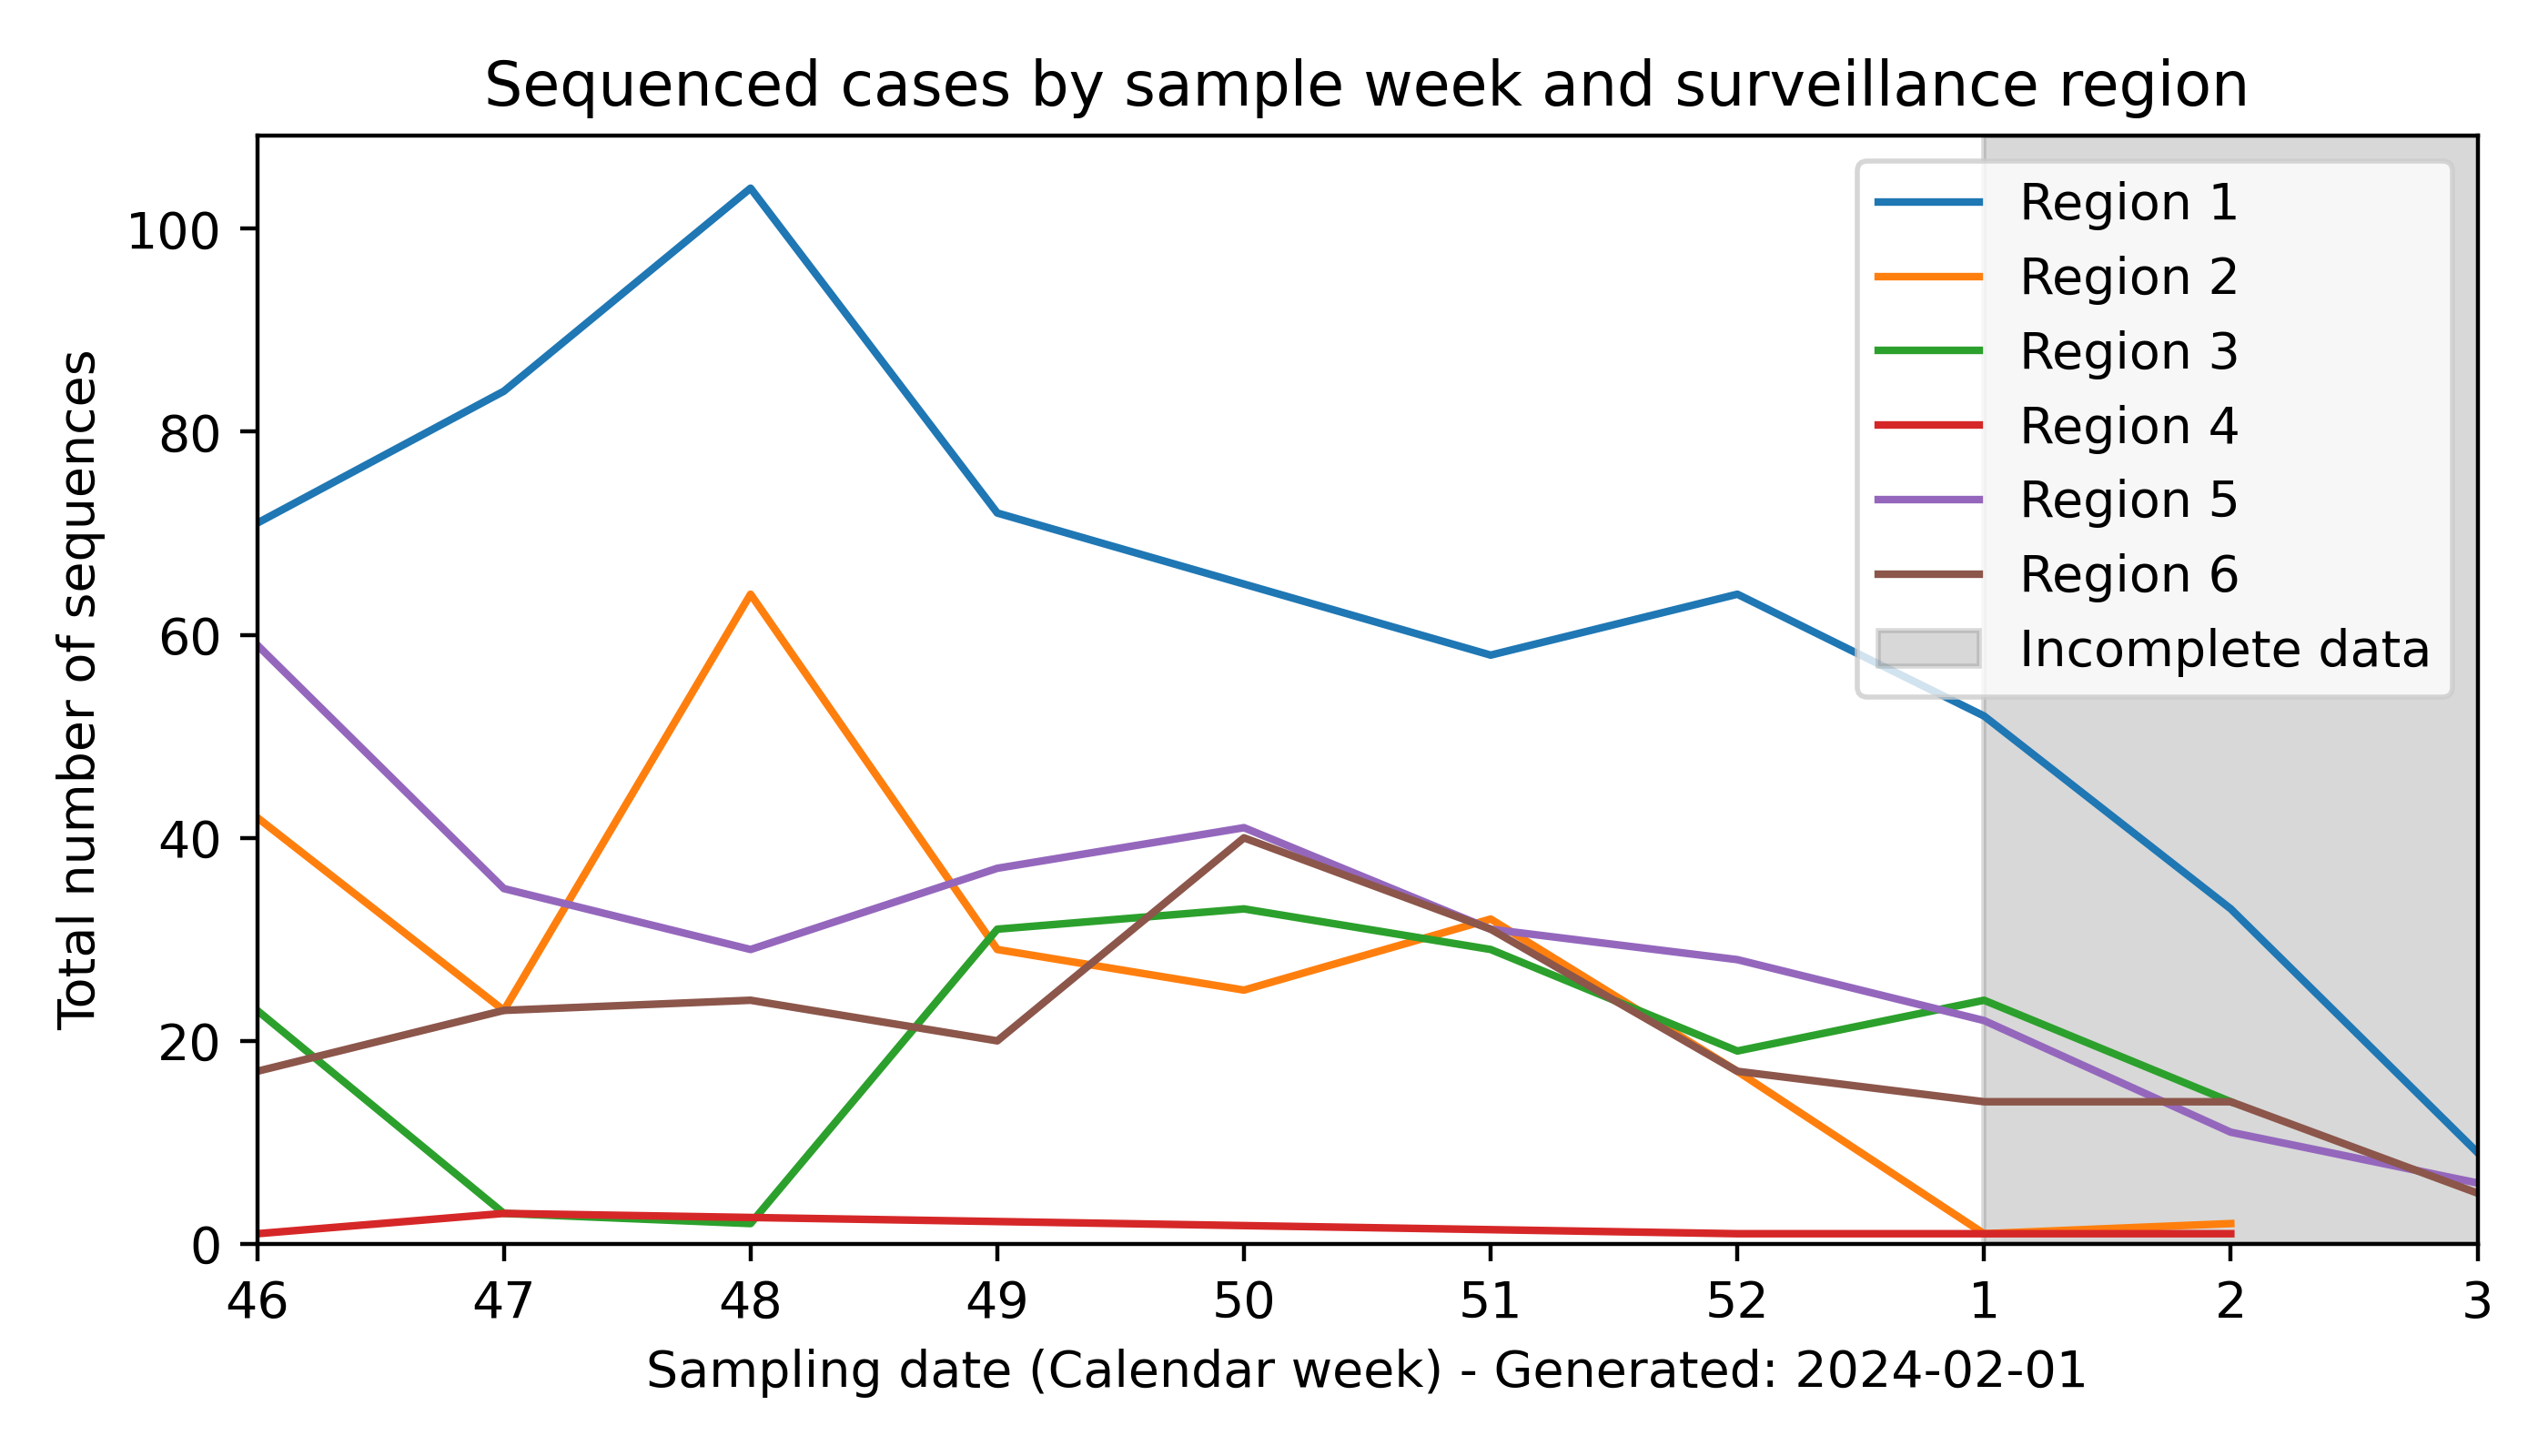 Sequenced cases by sample week and surveillance region
Total number of sequences
100
80
60
40
20
0
Region 1
Region 2
Region 3
Region 4
Region 5
Region 6
Incomplete data
46 47 48 49 50 51 52 1 2 3
Sampling date (Calendar week) - Generated: 2024-02-01